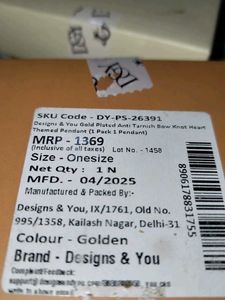 SKU Code - DY-PS-26391
Designs & You Gold Plated Anti Tarnish Bow Knot Heart
Themed Pendant (1 Pack 1 Pendant)
MRP - 1369
(Inclusive of all taxes) Lot No. - 1458
Size - Onesize
Net Qty : 1 N
MFD. - 04/2025
Manufactured & Packed By:-
Designs & You, IX/1761, Old No.
995/1358, Kailash Nagar, Delhi-31
Colour - Golden
Brand - Designs & You
Complaint/Feedback:
8906178831755